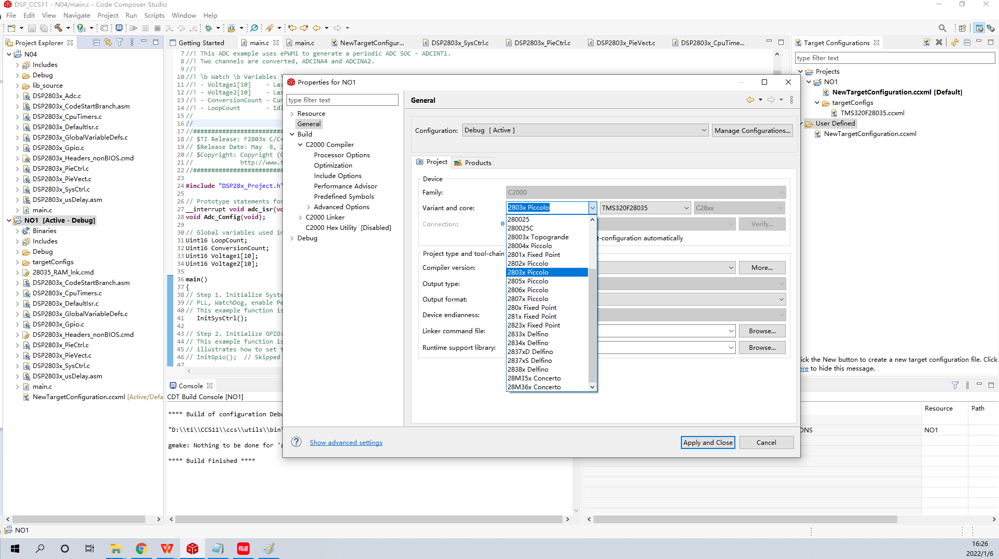 DSP_CCS11 - N04/main.c - Code Composer Studio
File Edit View Navigate Project Run Scripts Window Help
Project Explorer
N04
Includes
Debug
lib_source
DSP2803x_Adc.c
DSP2803x_CodeStartBranch.asm
DSP2803x_CpuTimers.c
DSP2803x_DefaultIsr.c
DSP2803x_GlobalVariableDefs.c
DSP2803x_Gpio.c
DSP2803x_Headers_nonBIOS.cmd
DSP2803x_PieCtrl.c
DSP2803x_PieVect.c
DSP2803x_SysCtrl.c
DSP2803x_usDelay.asm
main.c
NO1 [Active - Debug]
Binaries
Includes
Debug
targetConfigs
28035_RAM_lnk.cmd
DSP2803x_CodeStartBranch.asm
DSP2803x_CpuTimers.c
DSP2803x_DefaultIsr.c
DSP2803x_GlobalVariableDefs.c
DSP2803x_Gpio.c
DSP2803x_Headers_nonBIOS.cmd
DSP2803x_PieCtrl.c
DSP2803x_PieVect.c
DSP2803x_SysCtrl.c
DSP2803x_usDelay.asm
main.c
NewTargetConfiguration.ccxml [Active/Defa
Getting Started main.c main.c NewTargetConfigur... DSP2803x_SysCtrl.c DSP2803x_PieCtrl.c DSP2803x_PieVect.c DSP2803x_CpuTime...
7 //! This ADC example uses ePWM1 to generate a periodic ADC SOC - ADCINT1.
8 //! Two channels are converted, ADCINA4 and ADCINA2.
9 //!
10 //! \b Watch \b Variables \
11 //! - Voltage1[10] - Las
12 //! - Voltage2[10] - Las
13 //! - ConversionCount - Cur
14 //! - LoopCount - Idl
15 //
16 //
17 //###########################
18 // $TI Release: F2803x C/C+
19 // $Release Date: May 8, 2
20 // $Copyright: Copyright (C
21 // http://www.t
22 //###########################
23
24 #include "DSP28x_Project.h"
25
26 // Prototype statements for
27 __interrupt void adc_isr(vo
28 void Adc_Config(void);
29
30 // Global variables used in
31 Uint16 LoopCount;
32 Uint16 ConversionCount;
33 Uint16 Voltage1[10];
34 Uint16 Voltage2[10];
35
36 main()
37 {
38 // Step 1. Initialize Syste
39 // PLL, WatchDog, enable Pe
40 // This example function is
41 InitSysCtrl();
42
43 // Step 2. Initialize GPIO:
44 // This example function is
45 // illustrates how to set t
46 // InitGpio(); // Skipped
47
Console
CDT Build Console [NO1]
**** Build of configuration Debu
"D:\\ti\\CCS11\\ccs\\utils\\bin\
gmake: Nothing to be done for 'a
**** Build Finished ****
Properties for NO1
type filter text
Resource
General
Build
C2000 Compiler
Processor Options
Optimization
Include Options
Performance Advisor
Predefined Symbols
Advanced Options
C2000 Linker
C2000 Hex Utility [Disabled]
Debug
General
Configuration: Debug [ Active ] Manage Configurations...
Project Products
Device
Family: C2000
Variant and core: 2803x Piccolo TMS320F28035 C28xx
Connection: Verify...
t-configuration automatically
Project type and tool-chain
Compiler version: More...
Output type:
Output format:
Device endianness:
Linker command file: Browse...
Runtime support library: Browse...
280025
280025C
28003x Topogrande
28004x Piccolo
2801x Fixed Point
2802x Piccolo
2803x Piccolo
2805x Piccolo
2806x Piccolo
2807x Piccolo
280x Fixed Point
281x Fixed Point
2823x Fixed Point
2833x Delfino
2834x Delfino
2837xD Delfino
2837xS Delfino
2838x Delfino
28M35x Concerto
28M36x Concerto
Show advanced settings
Apply and Close Cancel
Target Configurations
type filter text
Projects
NO1
NewTargetConfiguration.ccxml [Default]
targetConfigs
TMS320F28035.ccxml
User Defined
NewTargetConfiguration.ccxml
ick the New button to create a new target configuration file. Click
ere to hide this message.
Resource Path
ONS NO1
NO1
有道
16:26
2022/1/6